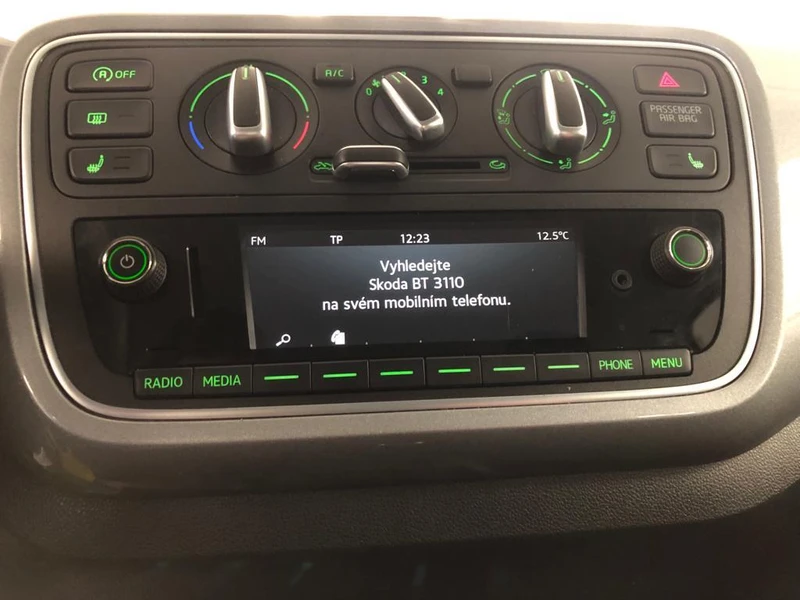 OFF
A/C
0
3
4
PASSENGER
AIR BAG
FM TP 12:23 12.5°C
Vyhledejte
Skoda BT 3110
na svém mobilním telefonu.
RADIO MEDIA PHONE MENU